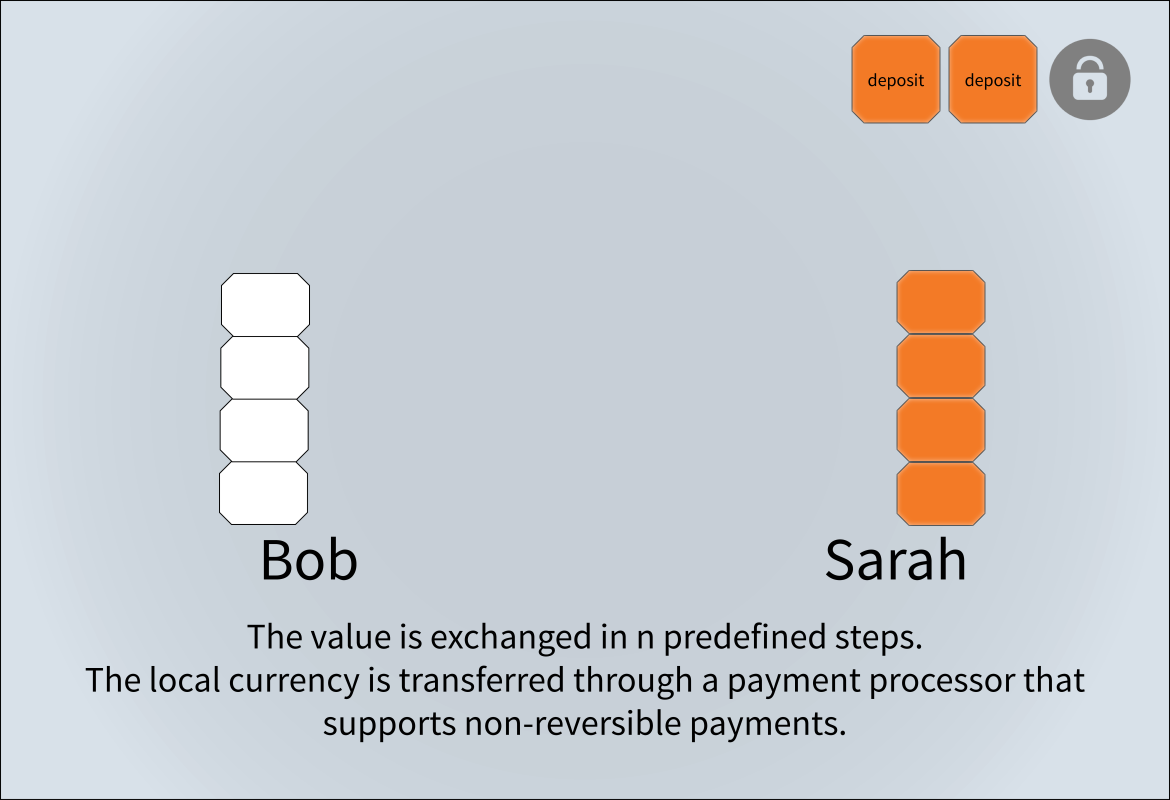 deposit deposit
Bob Sarah
The value is exchanged in n predefined steps.
The local currency is transferred through a payment processor that
supports non-reversible payments.